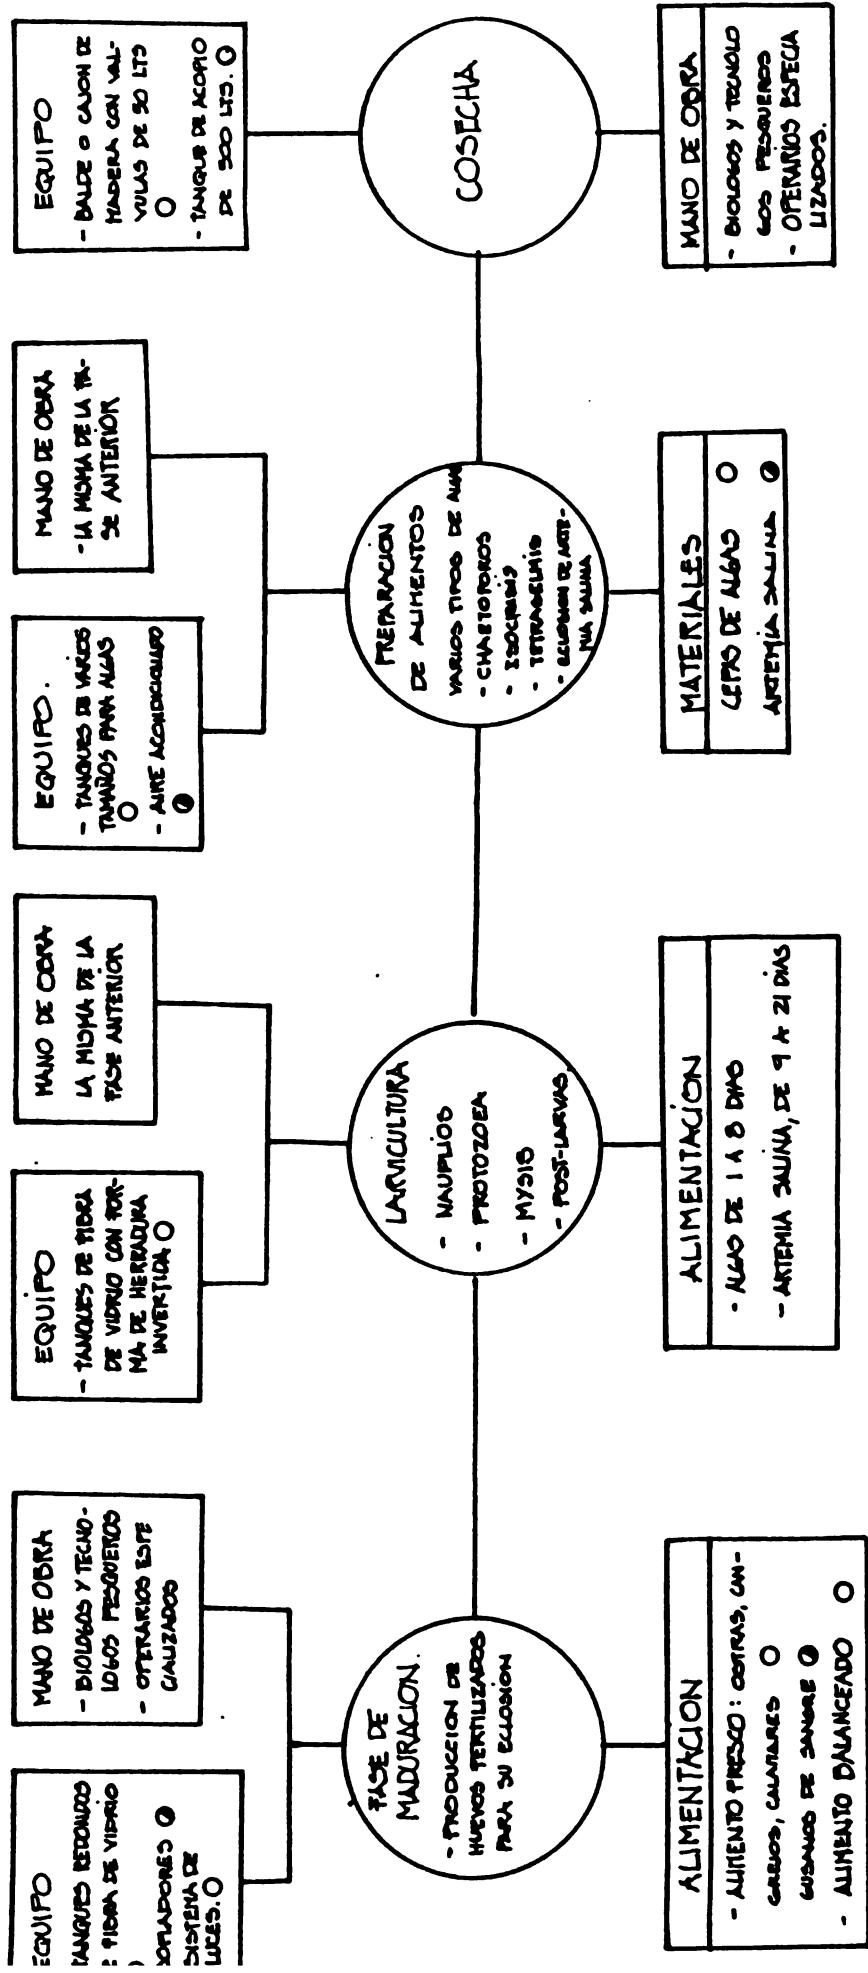 EQUIPO
TANQUES REDONDOS
FIBRA DE VIDRIO
SISTEMA DE
LUCES.
MANO DE OBRA
- BIOLOGOS Y TECNO-
LOGOS PESQUEROS
- OPERARIOS ESPE
CIALIZADOS
FASE DE
MADURACION.
- PRODUCCION DE
HUEVOS FERTILIZADOS
PARA SU ECLOSION
ALIMENTACION
- ALIMENTO FRESCO: OSTRAS, CAN-
GREJOS, CALAMARES
GUSANOS DE SANGRE
- ALIMENTO BALANCEADO
EQUIPO
- TANQUES DE FIBRA
DE VIDRIO CON FOR-
MA DE HERRADURA
INVERTIDA
MANO DE OBRA
LA MISMA DE LA
FASE ANTERIOR
LARVICULTURA
- NAUPLIOS
- PROTOZOEA
- MYSIS
- POST-LARVAS
ALIMENTACION
- ALGAS DE 1 A 8 DIAS
- ARTEMIA SALINA, DE 9 A 21 DIAS
EQUIPO.
- TANQUES DE VARIOS
TAMAÑOS PARA ALGAS
- AIRE ACONDICIONADO
MANO DE OBRA
- LA MISMA DE LA FA-
SE ANTERIOR
PREPARACION
DE ALIMENTOS
VARIOS TIPOS DE ALGAS
- CHAETOFOROS
- ISOCRISIS
- TETRASELMIS
- ECLOSION DE ARTE-
MIA SALINA
MATERIALES
CEPAS DE ALGAS
ARTEMIA SALINA
EQUIPO
- BALDE O CAJON DE
MADERA CON VAL-
VULAS DE 50 LTS
- TANQUE DE ACOPIO
DE 500 LTS.
COSECHA
MANO DE OBRA
- BIOLOGOS Y TECNOLO
GOS PESQUEROS
- OPERARIOS ESPECIA
LIZADOS.